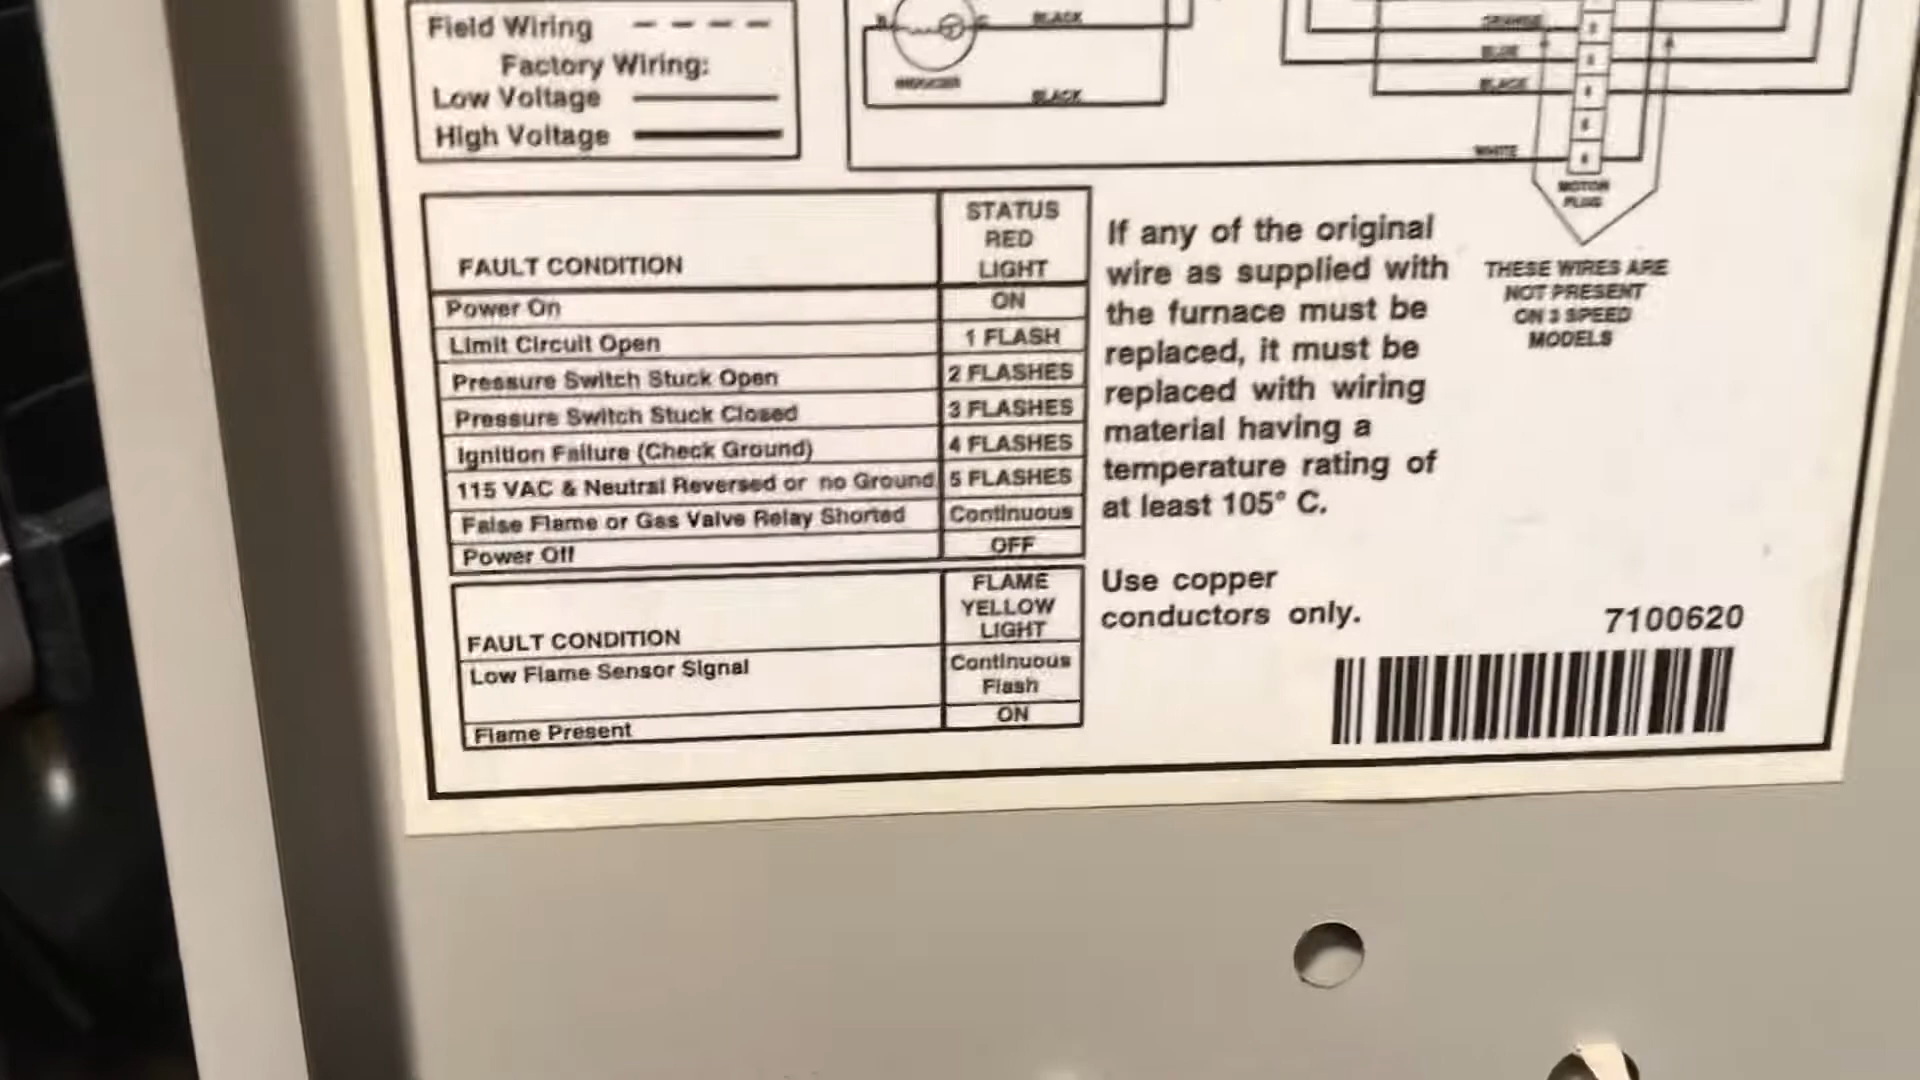 Field Wiring
Factory Wiring:
Low Voltage
High Voltage
BLACK
INDUCER
BLACK
ORANGE
BLUE
BLACK
WHITE
MOTOR
PLUG
THESE WIRES ARE
NOT PRESENT
ON 3 SPEED
MODELS
FAULT CONDITION
STATUS
RED
LIGHT
Power On ON
Limit Circuit Open 1 FLASH
Pressure Switch Stuck Open 2 FLASHES
Pressure Switch Stuck Closed 3 FLASHES
Ignition Failure (Check Ground) 4 FLASHES
115 VAC & Neutral Reversed or no Ground 5 FLASHES
False Flame or Gas Valve Relay Shorted Continuous
Power Off OFF
FAULT CONDITION
FLAME
YELLOW
LIGHT
Low Flame Sensor Signal Continuous
Flash
Flame Present ON
If any of the original
wire as supplied with
the furnace must be
replaced, it must be
replaced with wiring
material having a
temperature rating of
at least 105° C.
Use copper
conductors only.
7100620